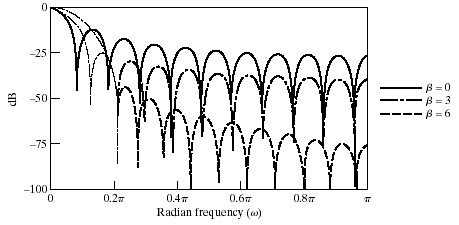 0
−25
−50
−75
−100
dB
0
0.2π
0.4π
0.6π
0.8π
π
Radian frequency (ω)
β = 0
β = 3
β = 6